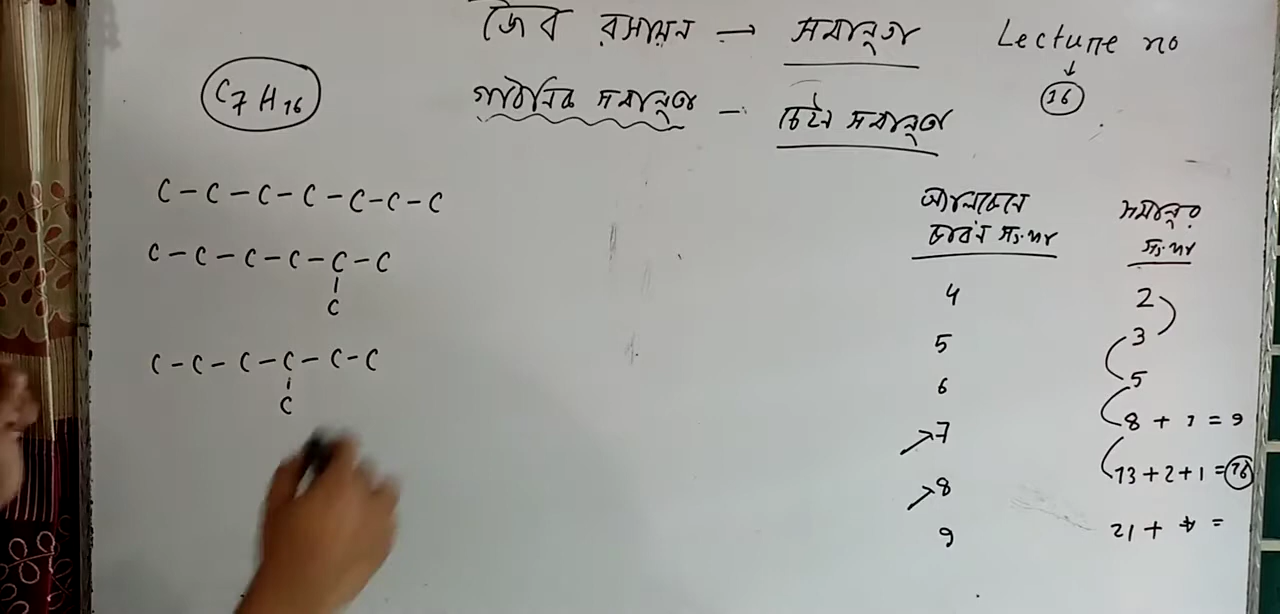 জৈব রসায়ন → সমানুতা
Lecture no
↓
16
C7H16
গাঠনিক সমানুতা – চেইন সমানুতা
C-C-C-C-C-C-C
C-C-C-C-C-C
C
C-C-C-C-C-C
C
অ্যালকেনে সমানুর
কার্বন সংখ্যা সংখ্যা
4 2
5 3
6 5
7 8 + 1 = 9
8 13+2+1=
9 21 +